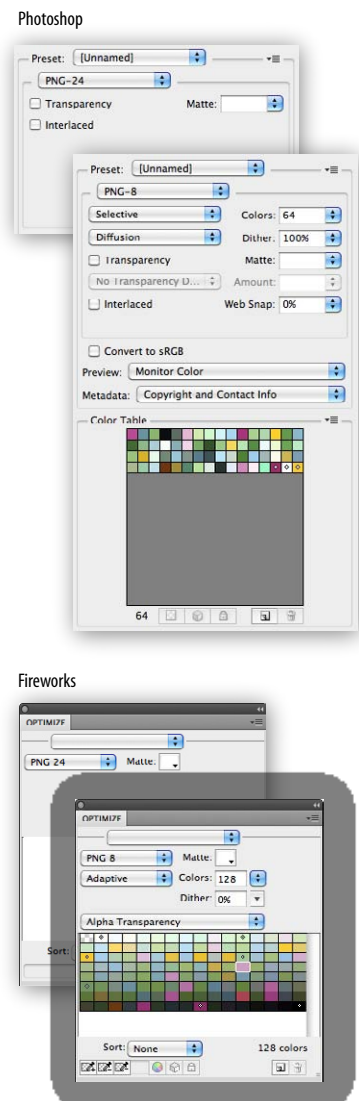 Photoshop
Preset: [Unnamed]
PNG-24
Transparency Matte:
Interlaced
Preset: [Unnamed]
PNG-8
Selective Colors: 64
Diffusion Dither: 100%
Transparency Matte:
No Transparency D... Amount:
Interlaced Web Snap: 0%
Convert to sRGB
Preview: Monitor Color
Metadata: Copyright and Contact Info
Color Table
64
Fireworks
OPTIMIZE
PNG 24 Matte:
Sort:
OPTIMIZE
PNG 8 Matte:
Adaptive Colors: 128
Dither: 0%
Alpha Transparency
Sort: None 128 colors